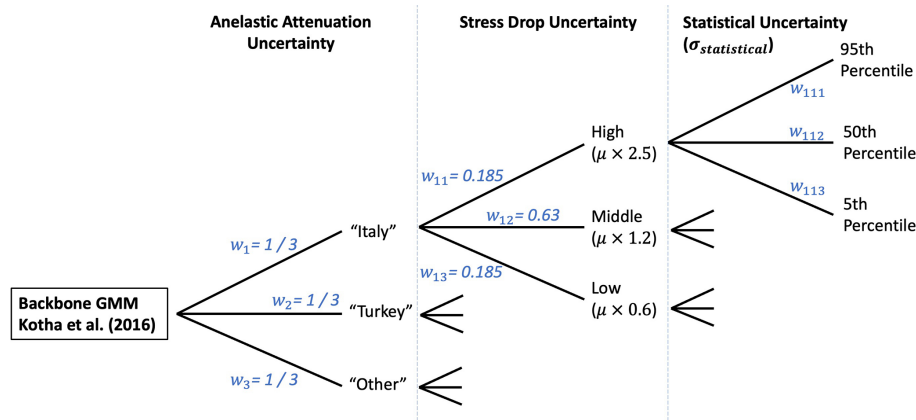 Anelastic Attenuation
Uncertainty
Stress Drop Uncertainty
Statistical Uncertainty
(σstatistical)
95th
Percentile
w111
High
(μ × 2.5)
w112
50th
Percentile
w11= 0.185
w113
5th
Percentile
w12= 0.63
Middle
(μ × 1.2)
w1= 1 / 3
"Italy"
w13= 0.185
Low
(μ × 0.6)
Backbone GMM
Kotha et al. (2016)
w2= 1 / 3
"Turkey"
w3= 1 / 3
"Other"